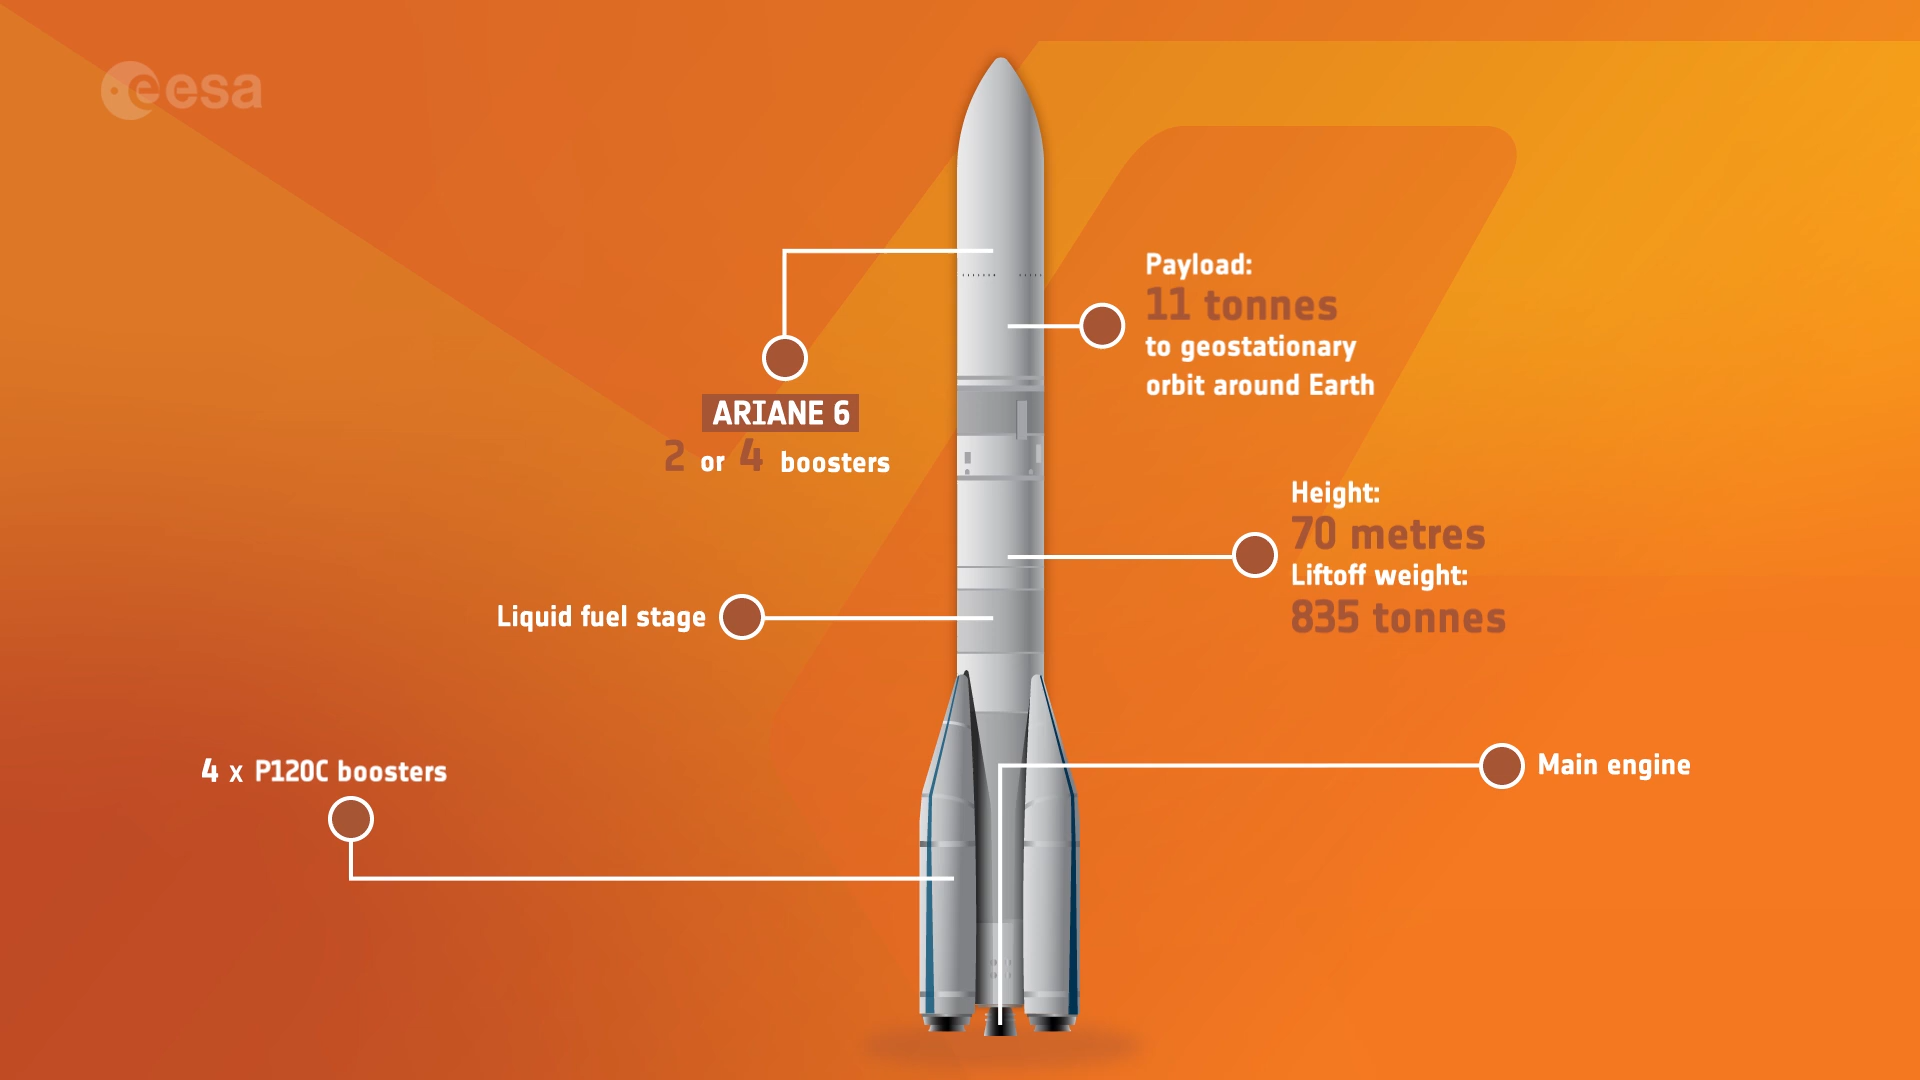 esa
Payload:
11 tonnes
to geostationary
orbit around Earth
ARIANE 6
2 or 4 boosters
Height:
70 metres
Liftoff weight:
835 tonnes
Liquid fuel stage
4 x P120C boosters
Main engine